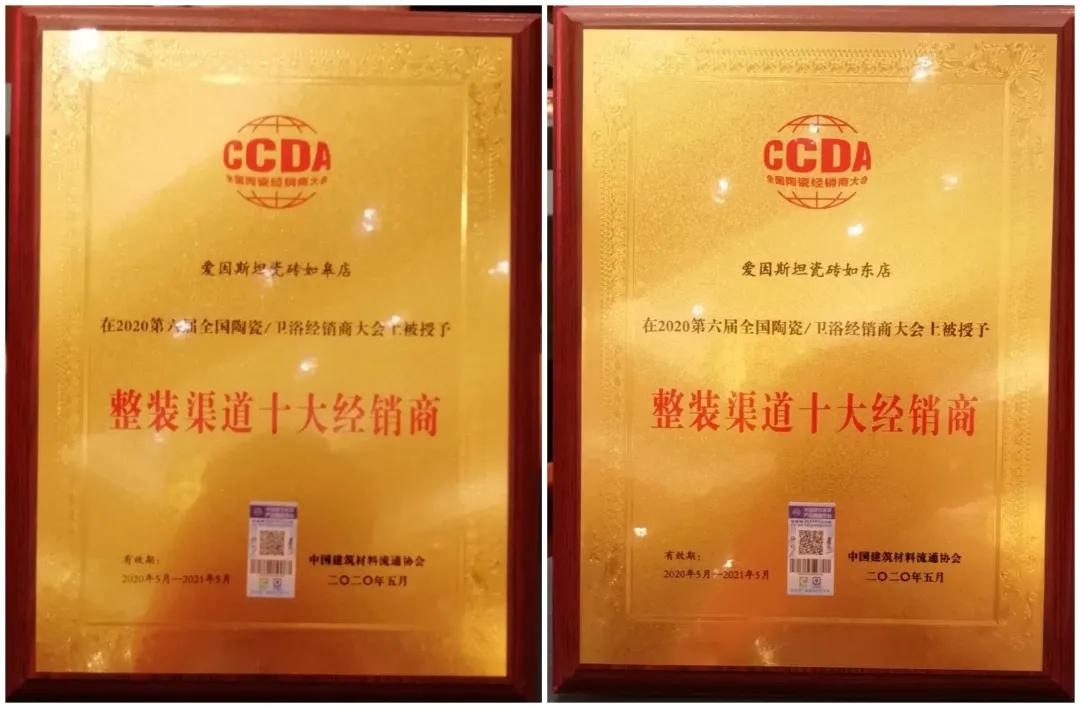 CCDA
全国陶瓷经销商大会
爱因斯坦瓷砖如皋店
在2020第六届全国陶瓷/卫浴经销商大会上被授予
整装渠道十大经销商
有效期:
2020年5月—2021年5月
中国建筑材料流通协会
二〇二〇年五月
CCDA
全国陶瓷经销商大会
爱因斯坦瓷砖如东店
在2020第六届全国陶瓷/卫浴经销商大会上被授予
整装渠道十大经销商
有效期:
2020年5月—2021年5月
中国建筑材料流通协会
二〇二〇年五月